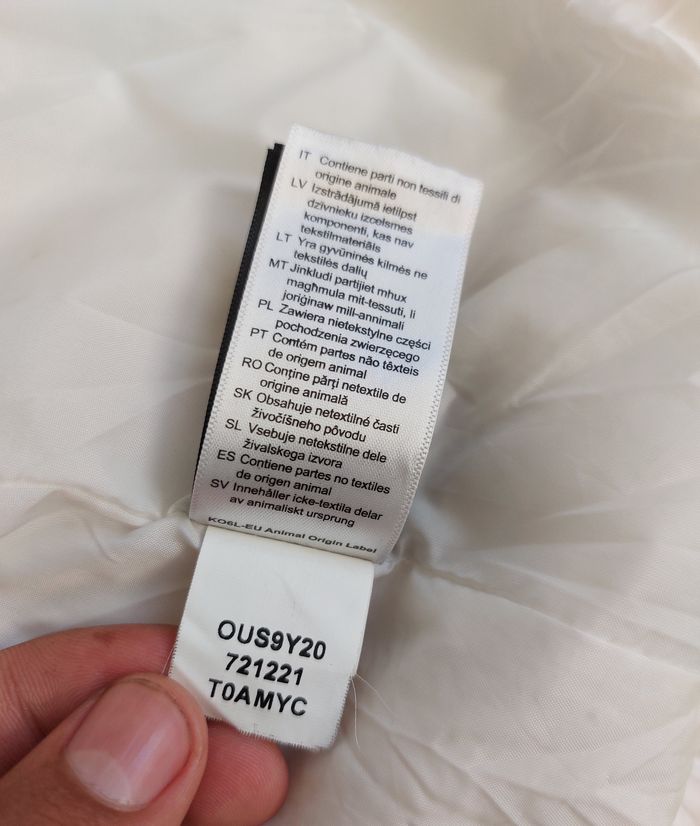 IT Contiene parti non tessili di
origine animale
LV Izstrādājumā ietilpst
dzīvnieku izcelsmes
komponenti, kas nav
tekstilmateriāls
LT Yra gyvūninės kilmės ne
tekstilės dalių
MT Jinkludi partijiet mhux
magħmula mit-tessuti, li
joriġinaw mill-annimali
PL Zawiera nietekstylne części
pochodzenia zwierzęcego
PT Contém partes não têxteis
de origem animal
RO Conţine părţi netextile de
origine animală
SK Obsahuje netextilné časti
živočíšneho pôvodu
SL Vsebuje netekstilne dele
živalskega izvora
ES Contiene partes no textiles
de origen animal
SV Innehåller icke-textila delar
av animaliskt ursprung
KO6L-EU Animal Origin Label
OUS9Y20
721221
T0AMYC